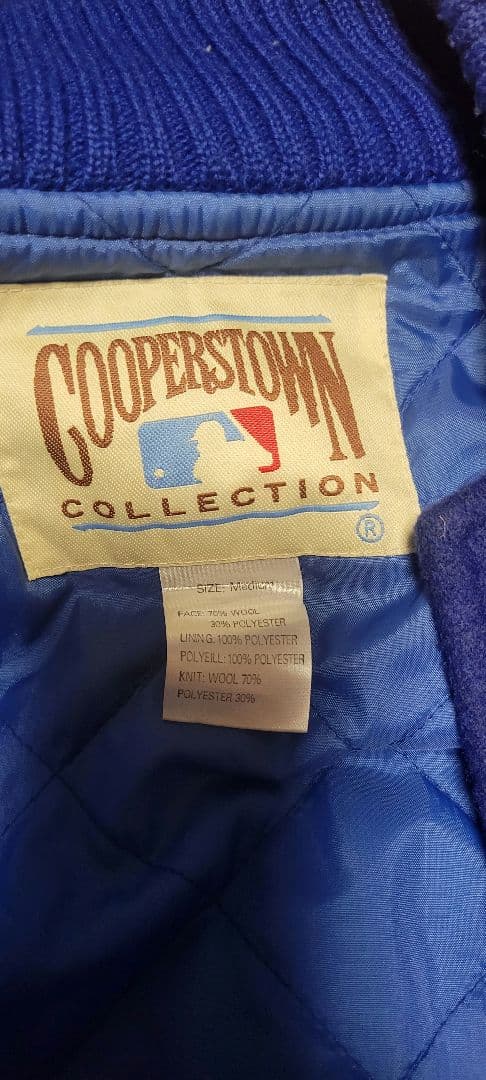 COOPERSTOWN
COLLECTION
®
SIZE: Medium
FACE: 70% WOOL
30% POLYESTER
LINING: 100% POLYESTER
POLYEILL: 100% POLYESTER
KNIT: WOOL 70%
POLYESTER 30%